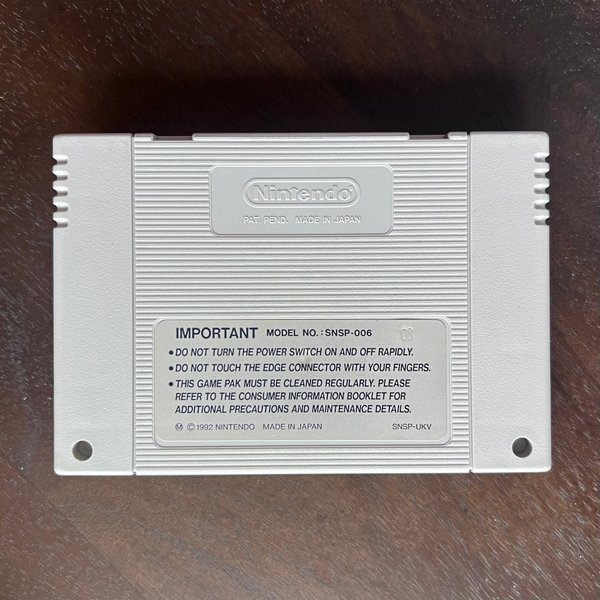 Nintendo®
PAT. PEND. MADE IN JAPAN
IMPORTANT MODEL NO. : SNSP-006
• DO NOT TURN THE POWER SWITCH ON AND OFF RAPIDLY.
• DO NOT TOUCH THE EDGE CONNECTOR WITH YOUR FINGERS.
• THIS GAME PAK MUST BE CLEANED REGULARLY. PLEASE
REFER TO THE CONSUMER INFORMATION BOOKLET FOR
ADDITIONAL PRECAUTIONS AND MAINTENANCE DETAILS.
Ⓜ ©1992 NINTENDO MADE IN JAPAN SNSP-UKV